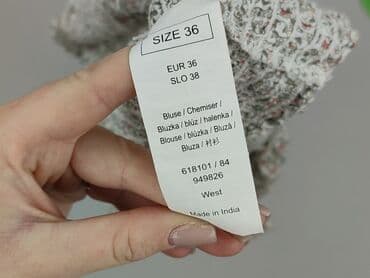 SIZE 36
EUR 36
SLO 38
Bluse / Chemiser /
Bluzka / blúz / halenka /
Blouse / blúzka / Bluză /
Bluza / 衬衫
618101 / 84
949826
West
Made in India